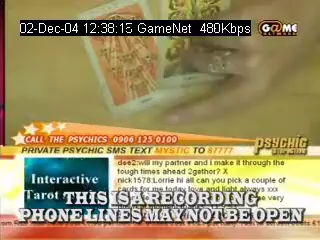 02-Dec-04 12:38:15 GameNet 480Kbps
G@ME
CALL THE PSYCHICS 0906 125 0100
PSYCHIC
PRIVATE PSYCHIC SMS TEXT MYSTIC TO 87777
Interactive
Tarot
dee2:will my partner and i make it through the
tough times ahead 2gether? X
nick1578:Lorrie hi all can you pick a couple of
cards for me today love and light always xxx
THIS IS A RECORDING
PHONE LINES MAY NOT BE OPEN